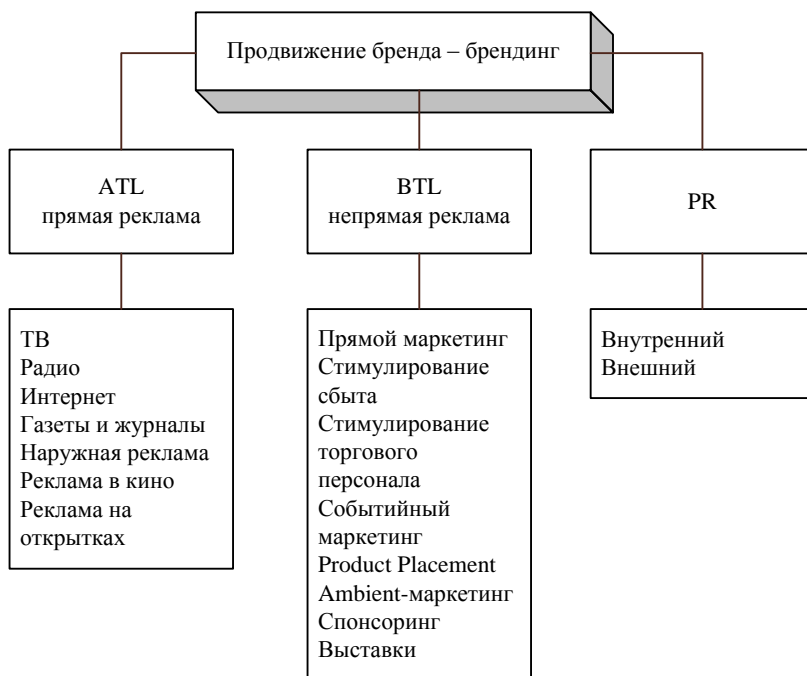 Продвижение бренда – брендинг
ATL
прямая реклама
BTL
непрямая реклама
PR
ТВ
Радио
Интернет
Газеты и журналы
Наружная реклама
Реклама в кино
Реклама на
открытках
Прямой маркетинг
Стимулирование
сбыта
Стимулирование
торгового
персонала
Событийный
маркетинг
Product Placement
Ambient-маркетинг
Спонсоринг
Выставки
Внутренний
Внешний